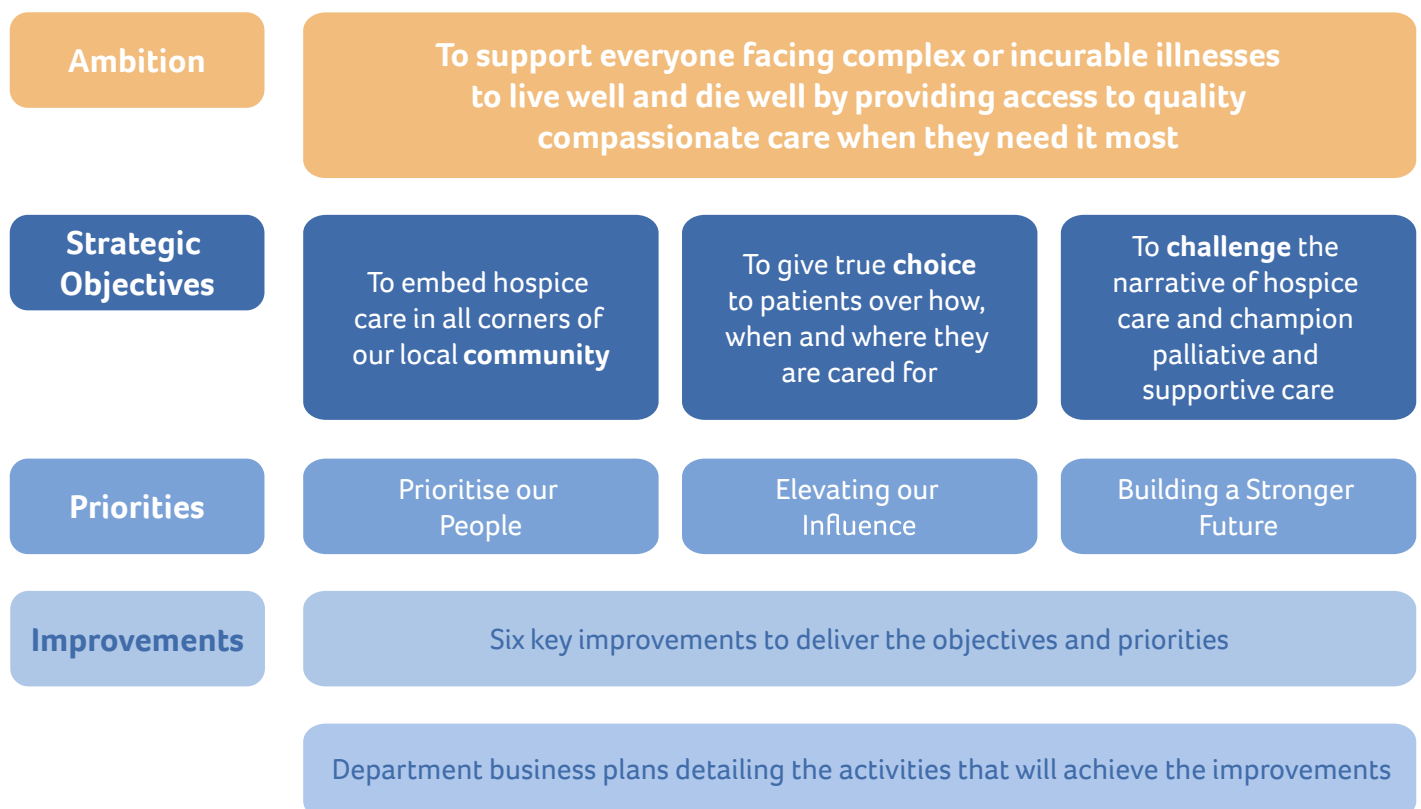 Ambition
To support everyone facing complex or incurable illnesses
to live well and die well by providing access to quality
compassionate care when they need it most
Strategic
Objectives
To embed hospice
care in all corners of
our local community
To give true choice
to patients over how,
when and where they
are cared for
To challenge the
narrative of hospice
care and champion
palliative and
supportive care
Priorities
Prioritise our
People
Elevating our
Influence
Building a Stronger
Future
Improvements
Six key improvements to deliver the objectives and priorities
Department business plans detailing the activities that will achieve the improvements